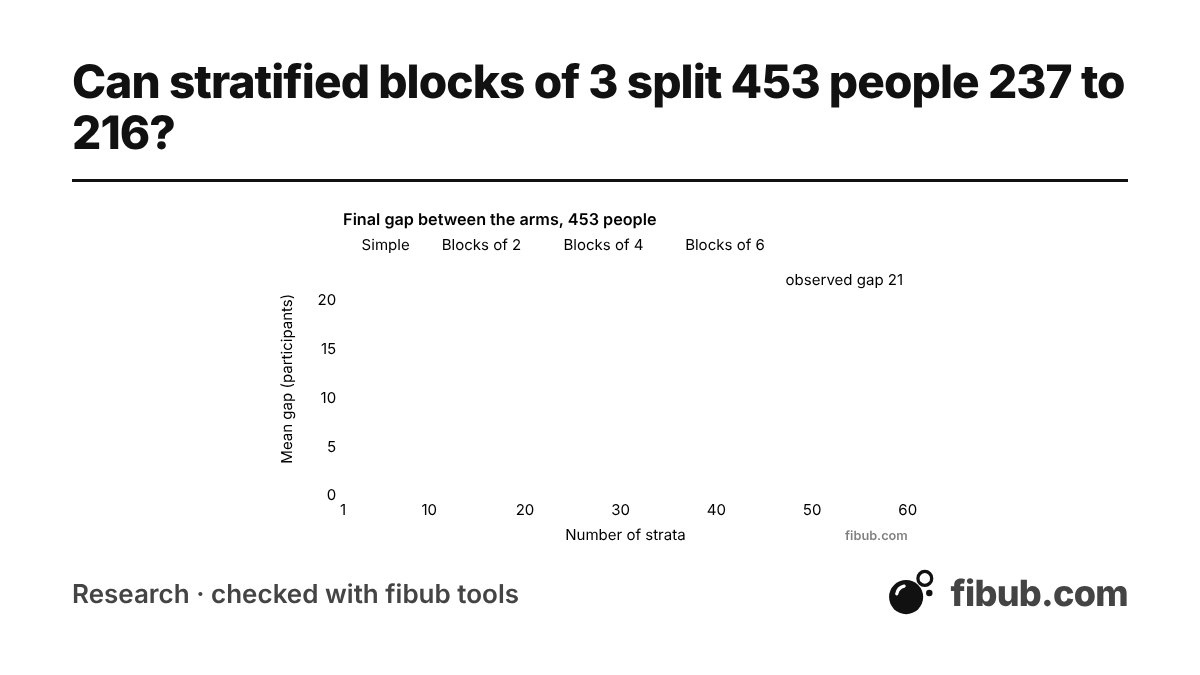 Can stratified blocks of 3 split 453 people 237 to
216?
Final gap between the arms, 453 people
Simple Blocks of 2 Blocks of 4 Blocks of 6
observed gap 21
Mean gap (participants)
20
15
10
5
0
1 10 20 30 40 50 60
Number of strata
fibub.com
Research · checked with fibub tools
fibub.com